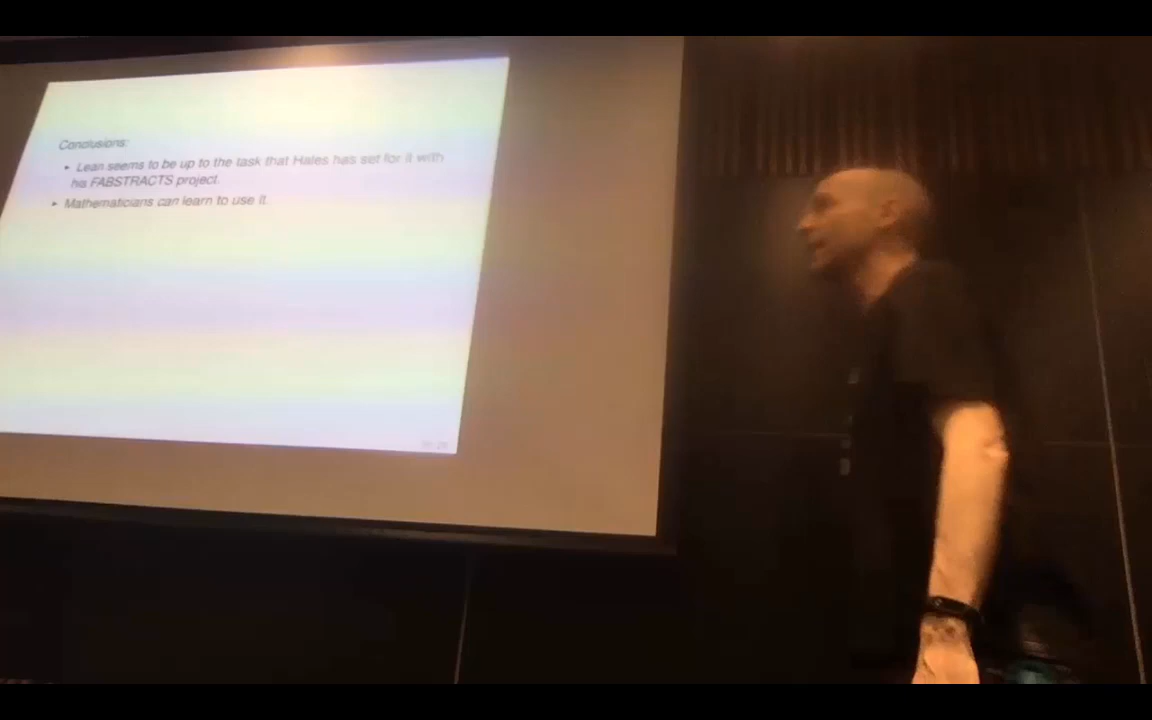 Conclusions:
▸ Lean seems to be up to the task that Hales has set for it with
his FABSTRACTS project.
▸ Mathematicians can learn to use it.